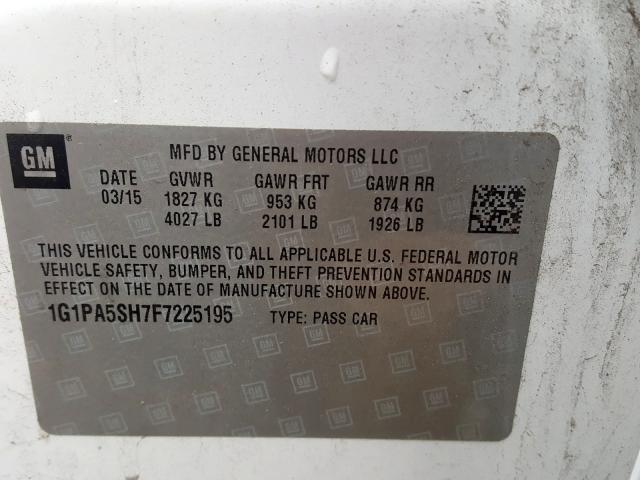 GM
MFD BY GENERAL MOTORS LLC
DATE GVWR GAWR FRT GAWR RR
03/15 1827 KG 953 KG 874 KG
4027 LB 2101 LB 1926 LB
THIS VEHICLE CONFORMS TO ALL APPLICABLE U.S. FEDERAL MOTOR
VEHICLE SAFETY, BUMPER, AND THEFT PREVENTION STANDARDS IN
EFFECT ON THE DATE OF MANUFACTURE SHOWN ABOVE.
1G1PA5SH7F7225195 TYPE: PASS CAR